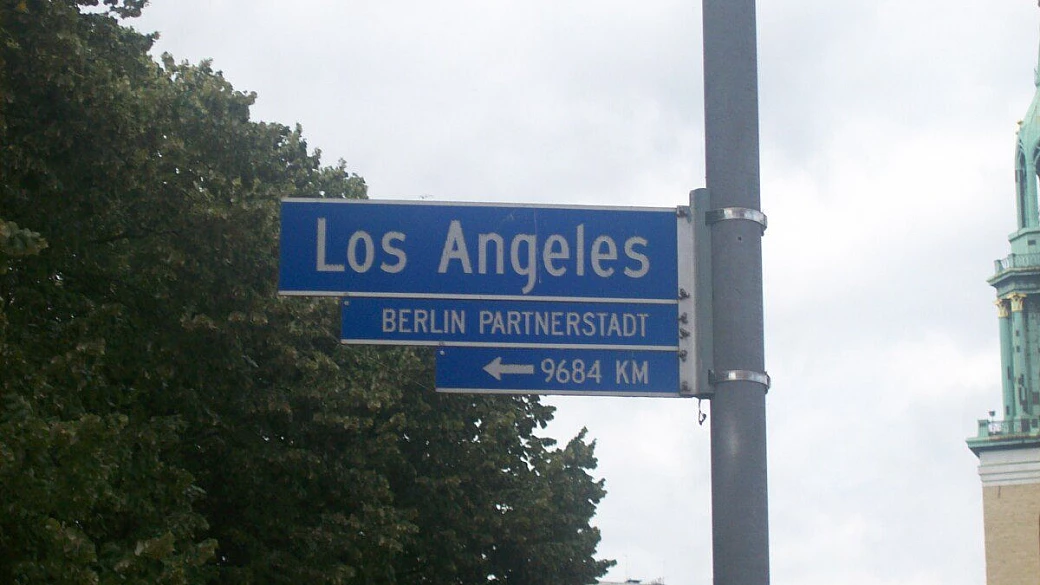 Los Angeles
BERLIN PARTNERSTADT
← 9684 KM